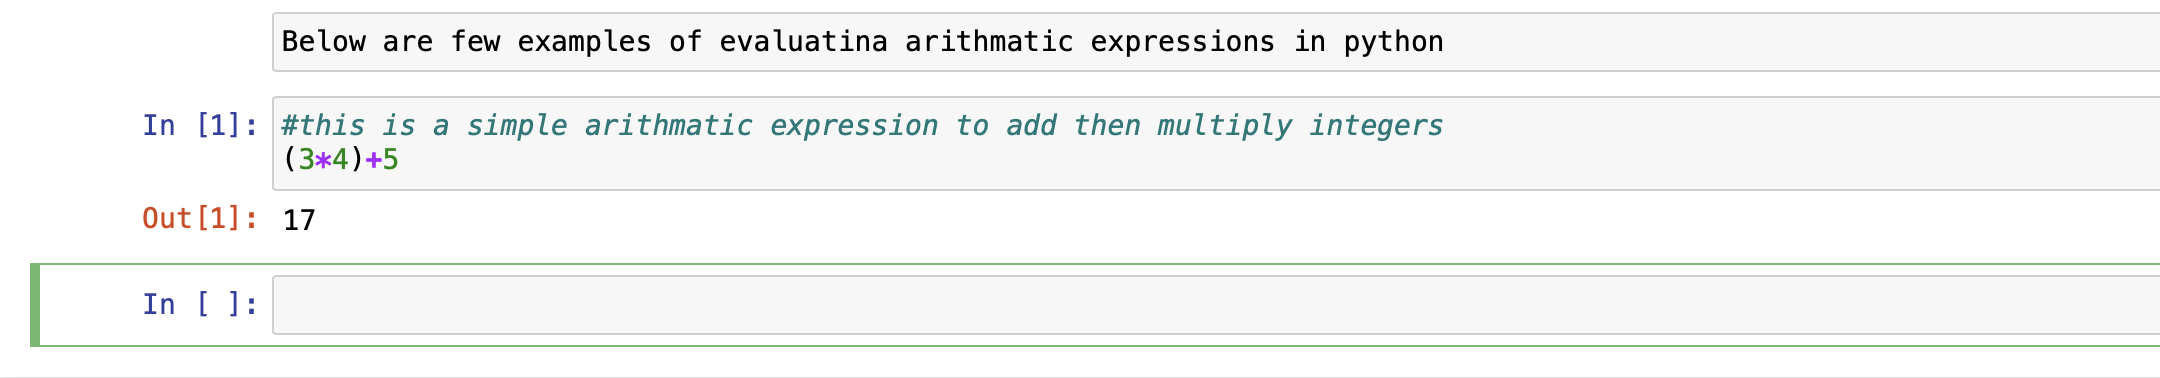 Below are few examples of evaluatina arithmatic expressions in python
In [1]: #this is a simple arithmatic expression to add then multiply integers
(3*4)+5
Out[1]: 17
In [ ]: